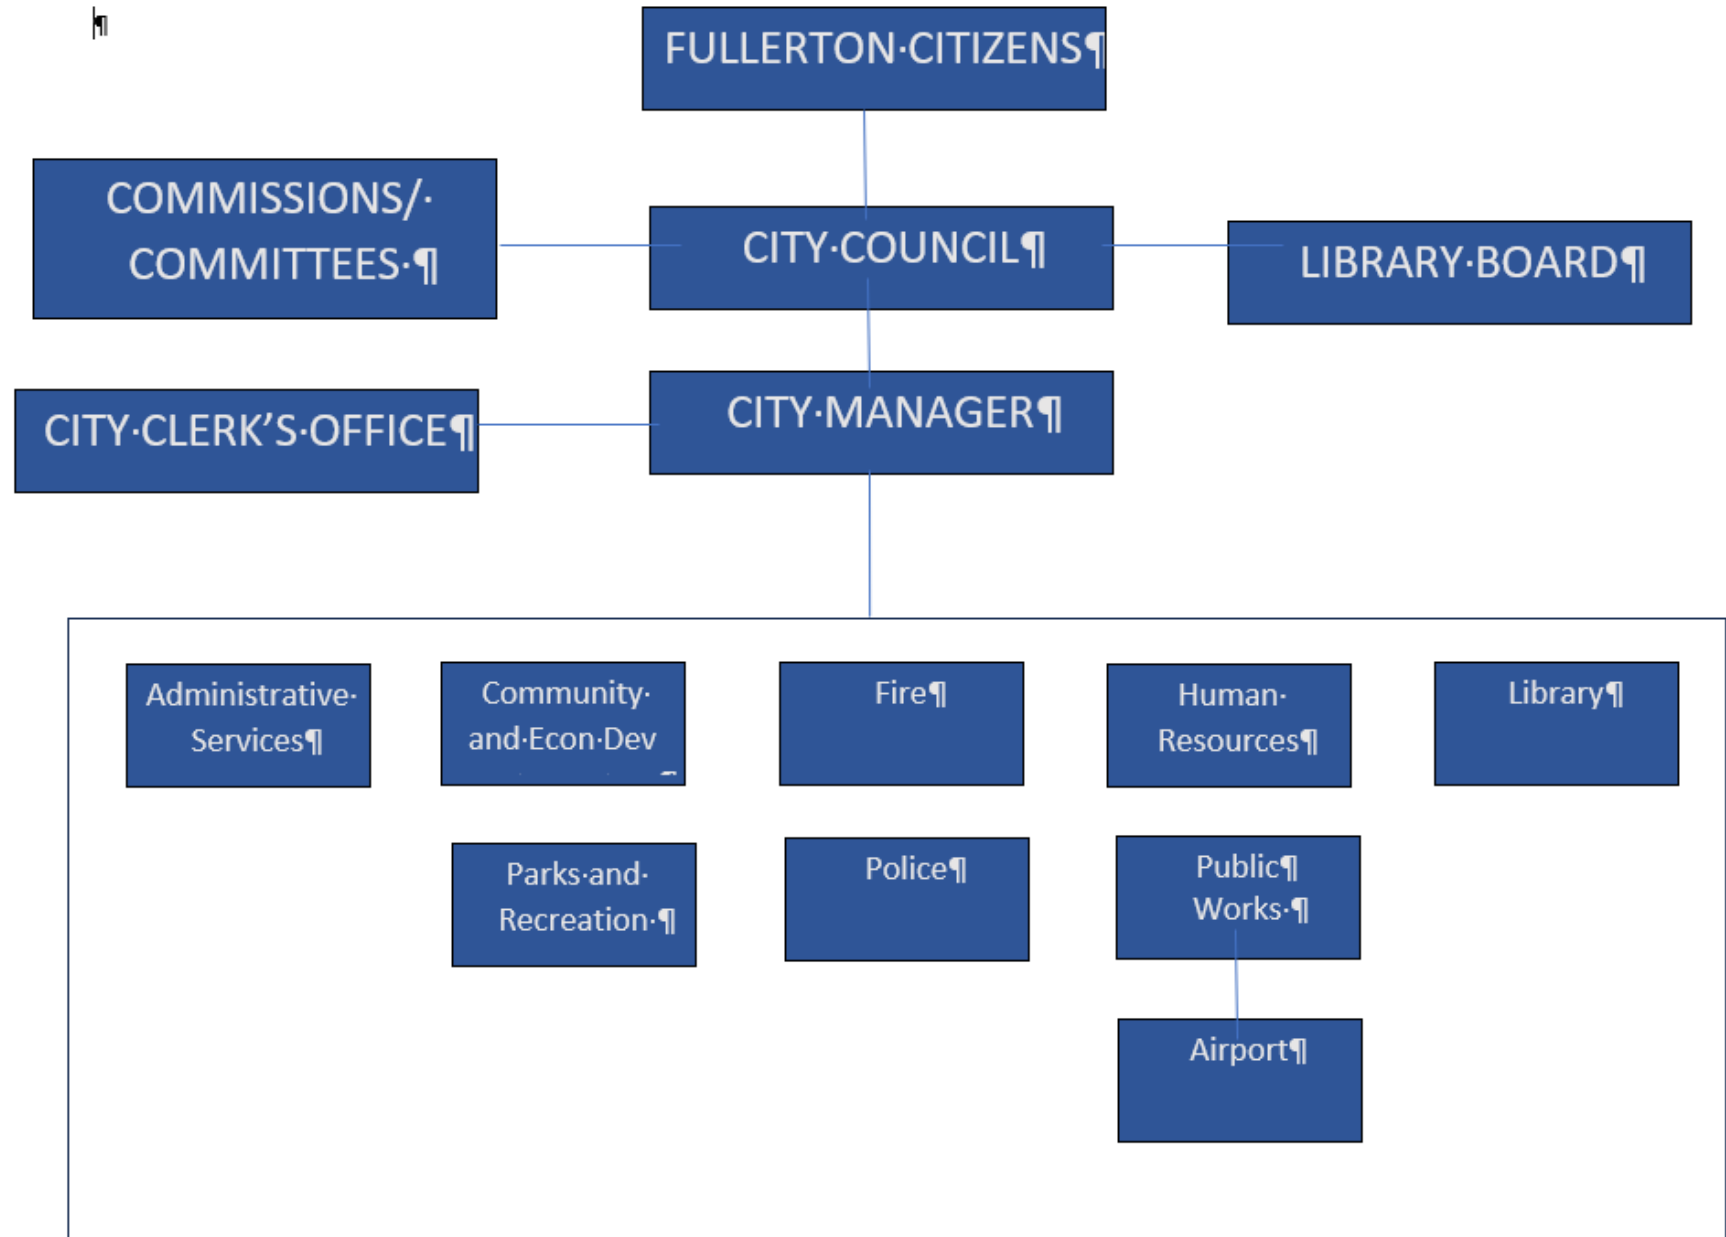 ¶
FULLERTON·CITIZENS¶
COMMISSIONS/·
COMMITTEES·¶
CITY·COUNCIL¶
LIBRARY·BOARD¶
CITY·CLERK’S·OFFICE¶
CITY·MANAGER¶
Administrative·
Services¶
Community·
and·Econ·Dev
¶
Fire¶
Human·
Resources¶
Library¶
Parks·and·
Recreation·¶
Police¶
Public¶
Works·¶
Airport¶